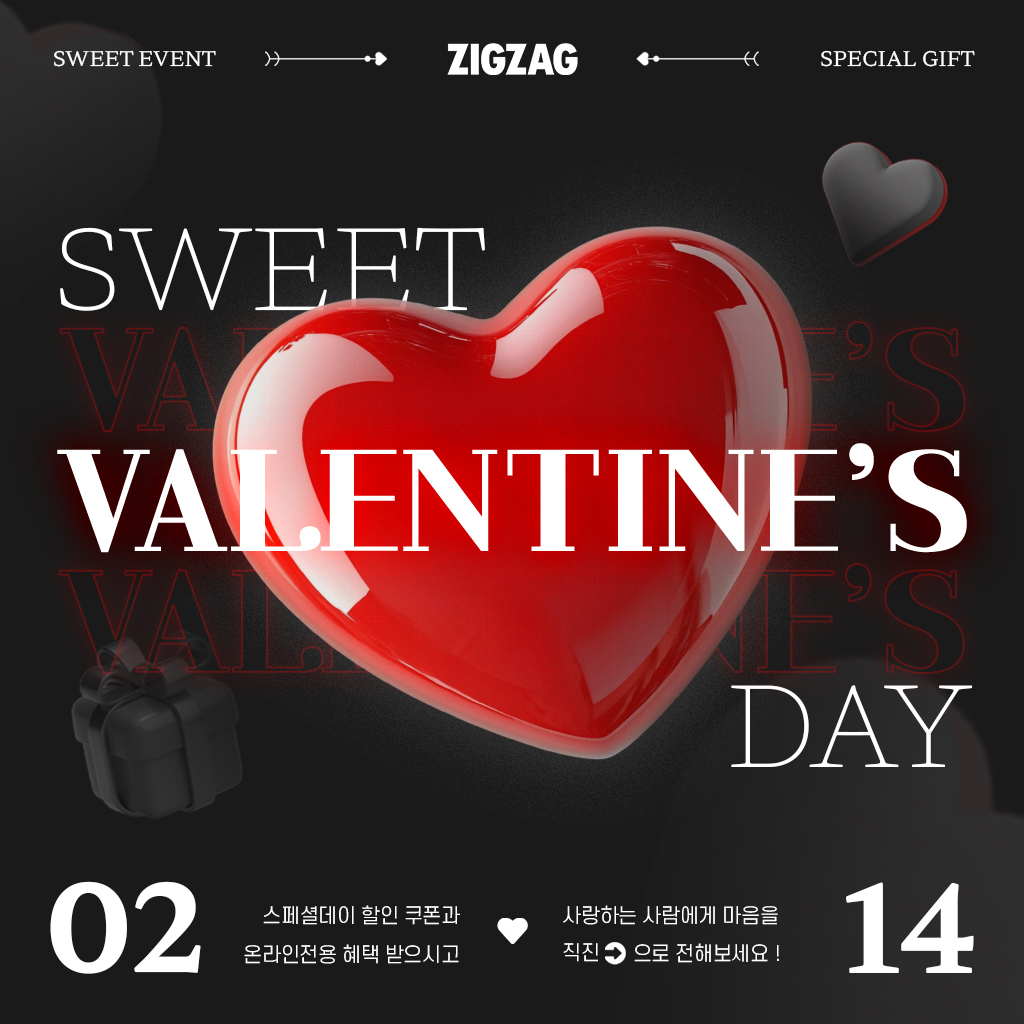 SWEET EVENT
ZIGZAG
SPECIAL GIFT
SWEET
VALENTINE’S
VALENTINE’S
VALENTINE’S
DAY
02
스페셜데이 할인 쿠폰과
온라인전용 혜택 받으시고
사랑하는 사람에게 마음을
직진 으로 전해보세요 !
14